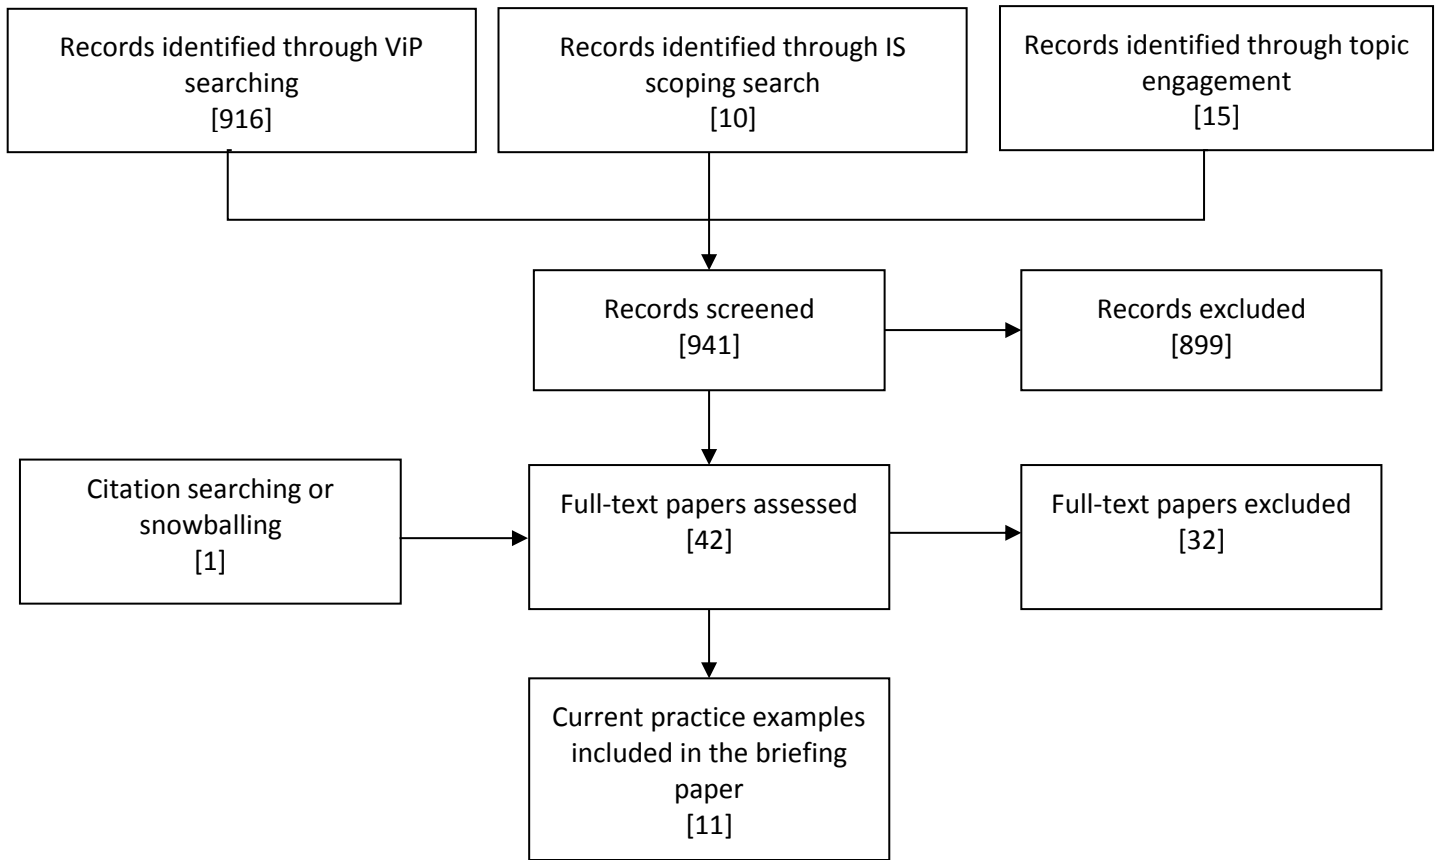 Records identified through ViP
searching
[916]
Records identified through IS
scoping search
[10]
Records identified through topic
engagement
[15]
Records screened
[941]
Records excluded
[899]
Citation searching or
snowballing
[1]
Full-text papers assessed
[42]
Full-text papers excluded
[32]
Current practice examples
included in the briefing
paper
[11]